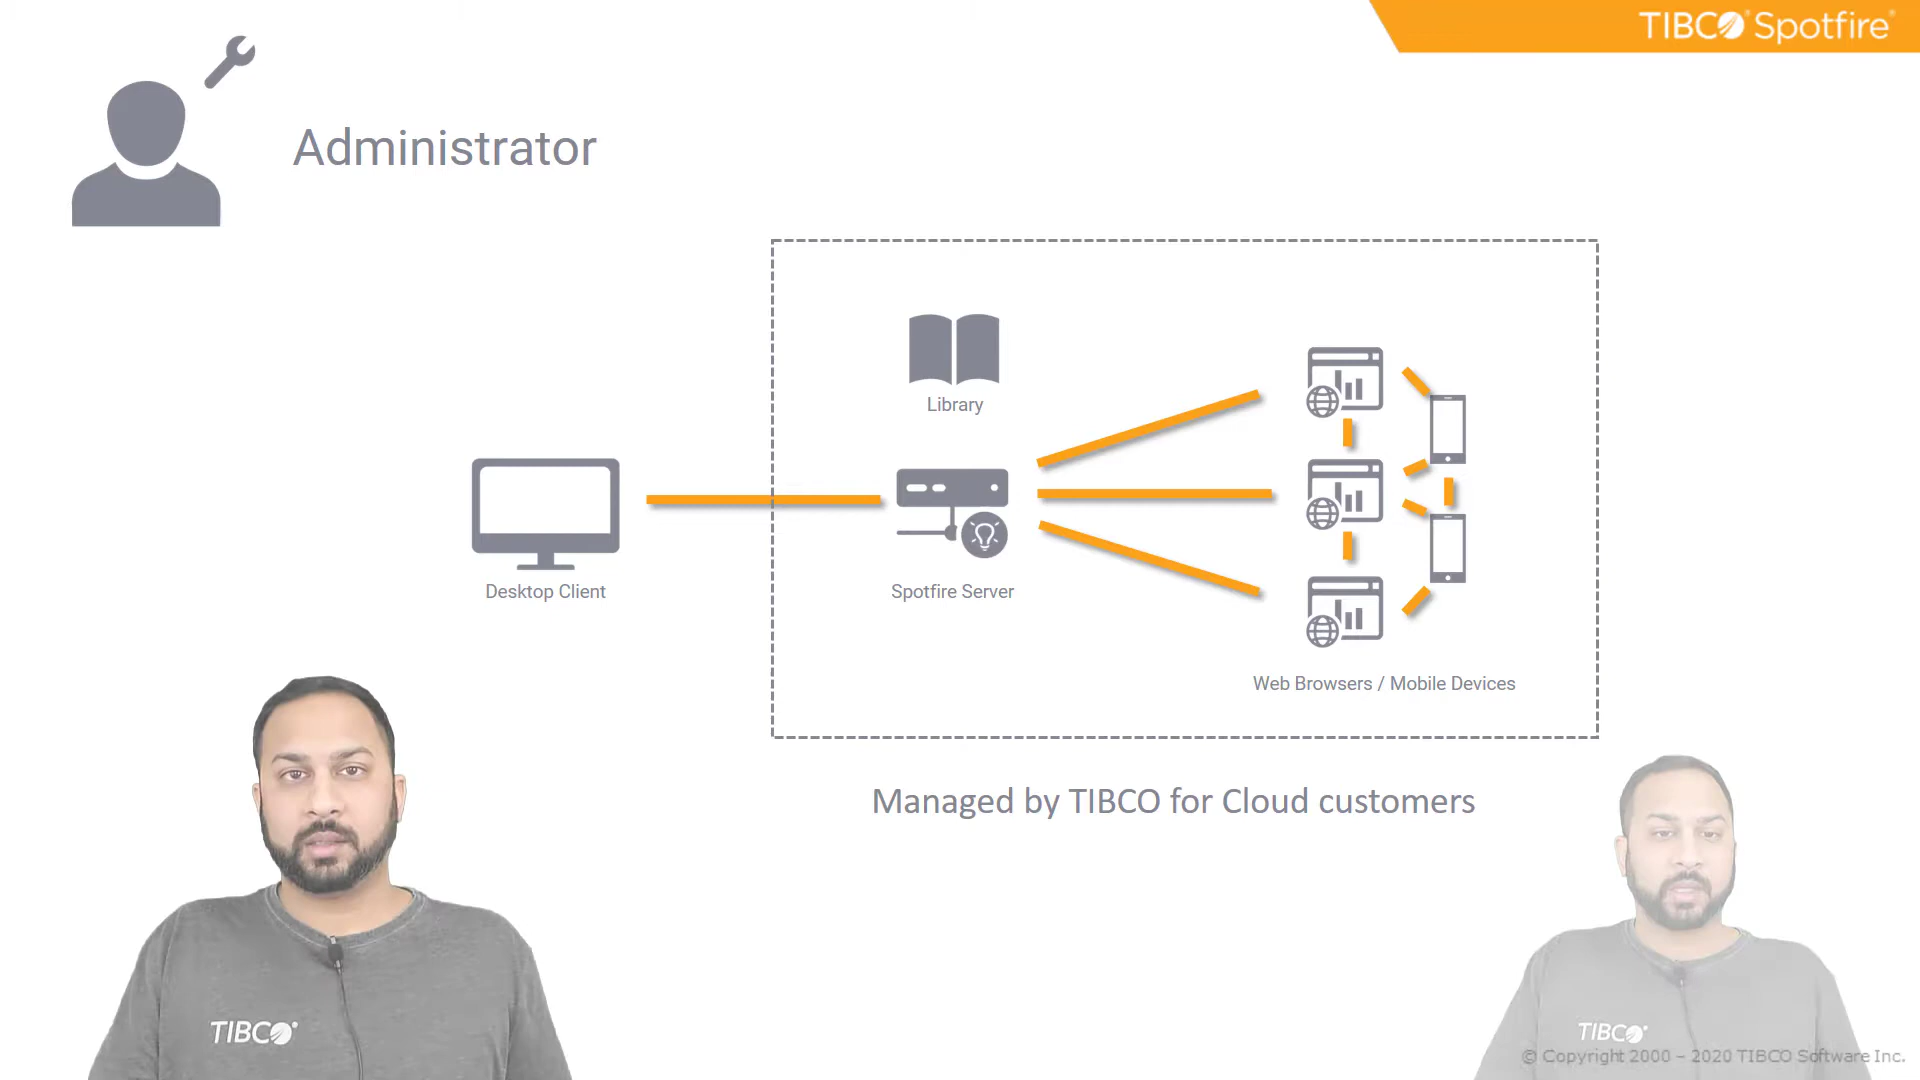 TIBCO® Spotfire®
Administrator
Library
Desktop Client
Spotfire Server
Web Browsers / Mobile Devices
Managed by TIBCO for Cloud customers
TIBCO®
TIBCO®
© Copyright 2000 – 2020 TIBCO Software Inc.